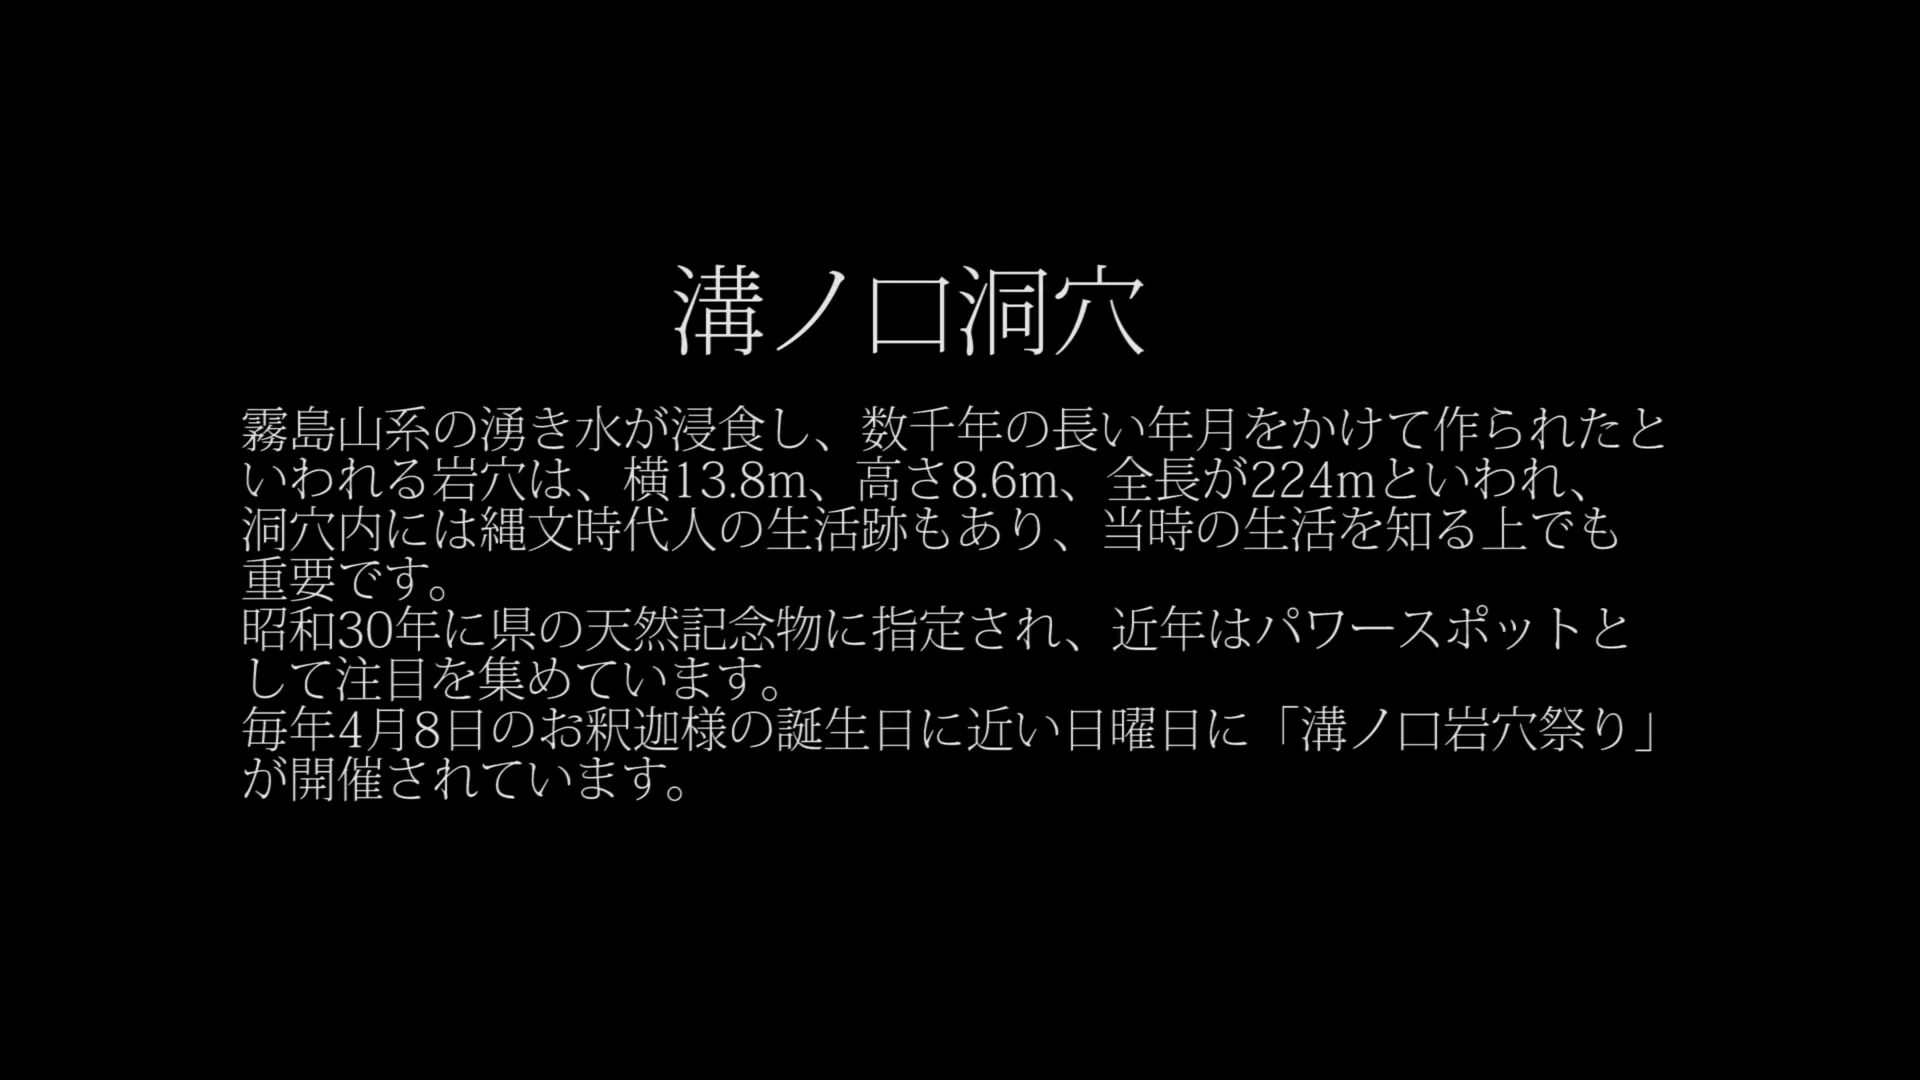 溝ノ口洞穴
霧島山系の湧き水が浸食し、数千年の長い年月をかけて作られたと
いわれる岩穴は、横13.8m、高さ8.6m、全長が224mといわれ、
洞穴内には縄文時代人の生活跡もあり、当時の生活を知る上でも
重要です。
昭和30年に県の天然記念物に指定され、近年はパワースポットと
して注目を集めています。
毎年4月8日のお釈迦様の誕生日に近い日曜日に「溝ノ口岩穴祭り」
が開催されています。